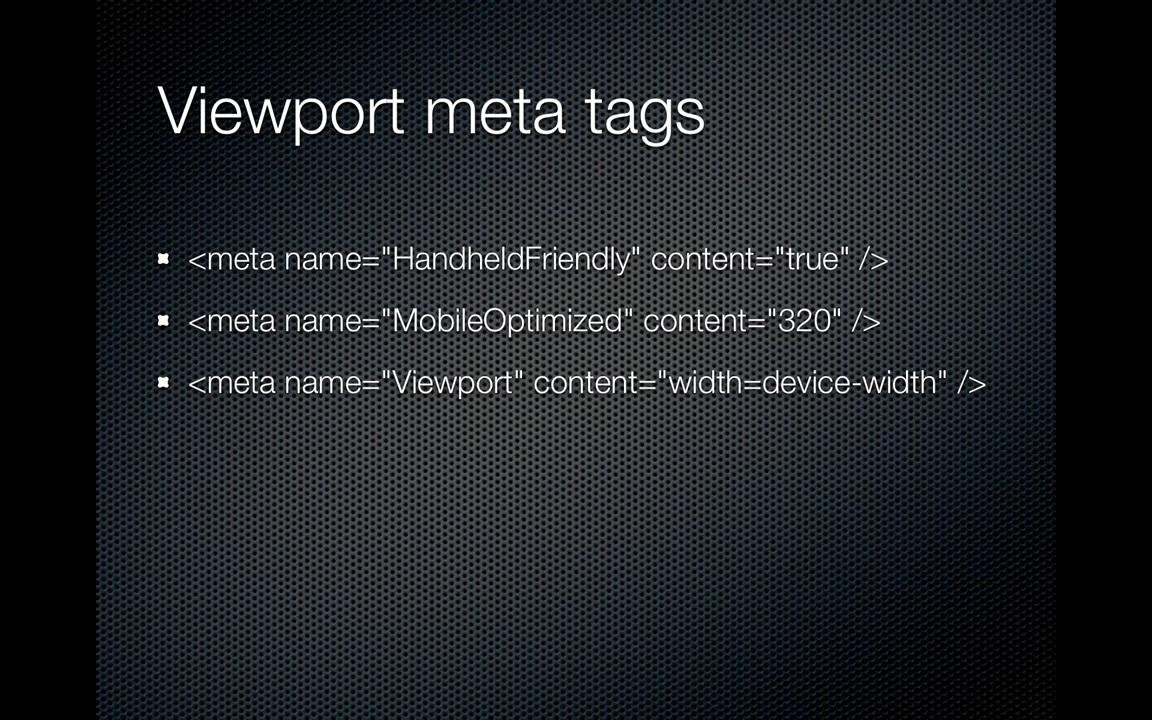 Viewport meta tags
<meta name="HandheldFriendly" content="true" />
<meta name="MobileOptimized" content="320" />
<meta name="Viewport" content="width=device-width" />